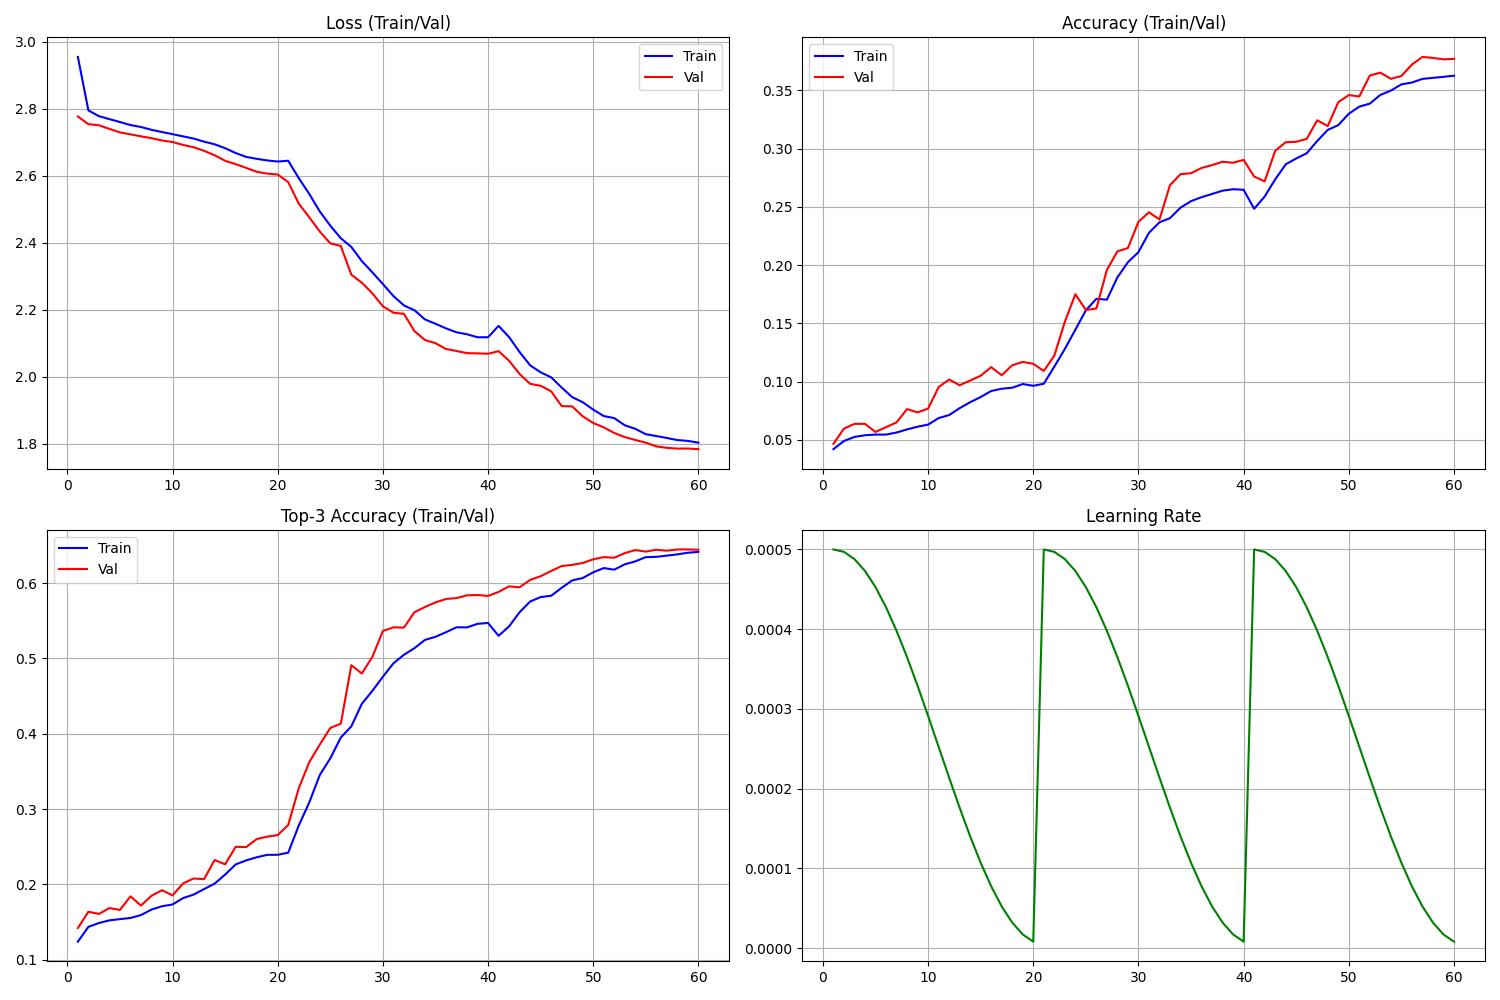 Loss (Train/Val)
3.0
2.8
2.6
2.4
2.2
2.0
1.8
0 10 20 30 40 50 60
Train
Val
Accuracy (Train/Val)
0.35
0.30
0.25
0.20
0.15
0.10
0.05
0 10 20 30 40 50 60
Train
Val
Top-3 Accuracy (Train/Val)
0.6
0.5
0.4
0.3
0.2
0.1
0 10 20 30 40 50 60
Train
Val
Learning Rate
0.0005
0.0004
0.0003
0.0002
0.0001
0.0000
0 10 20 30 40 50 60